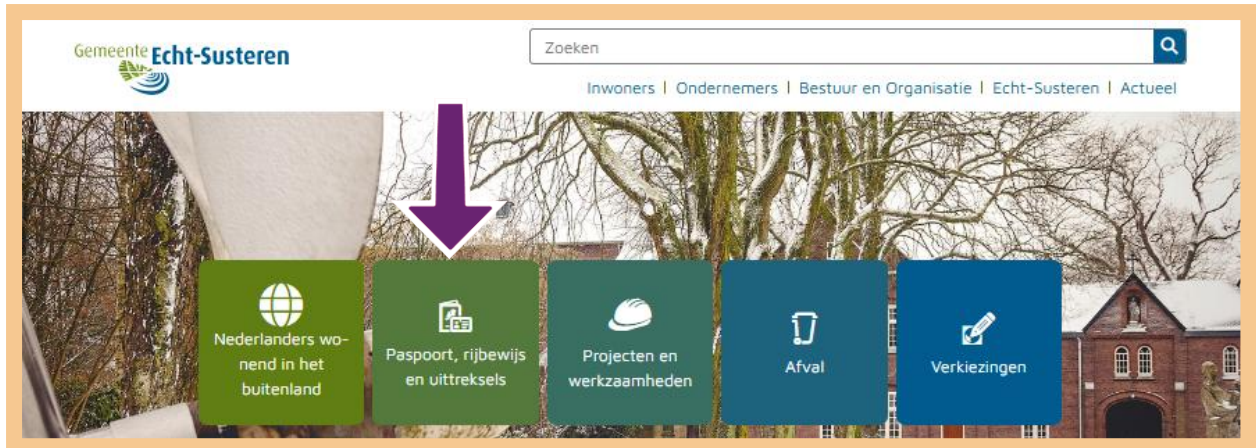 Gemeente Echt-Susteren
Zoeken
Inwoners | Ondernemers | Bestuur en Organisatie | Echt-Susteren | Actueel
Nederlanders wo-
nend in het
buitenland
Paspoort, rijbewijs
en uittreksels
Projecten en
werkzaamheden
Afval
Verkiezingen